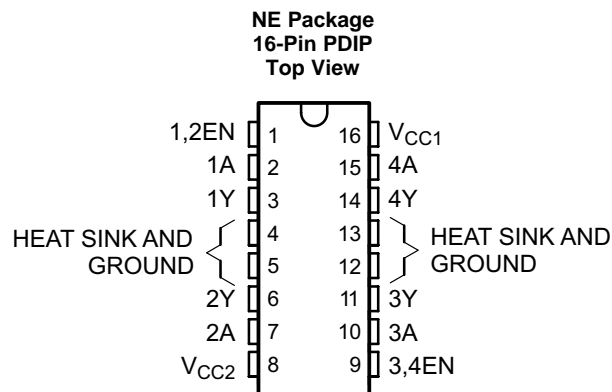 NE Package
16-Pin PDIP
Top View
1,2EN 1 16 VCC1
1A 2 15 4A
1Y 3 14 4Y
HEAT SINK AND GROUND 4 13 HEAT SINK AND GROUND
5 12
2Y 6 11 3Y
2A 7 10 3A
VCC2 8 9 3,4EN